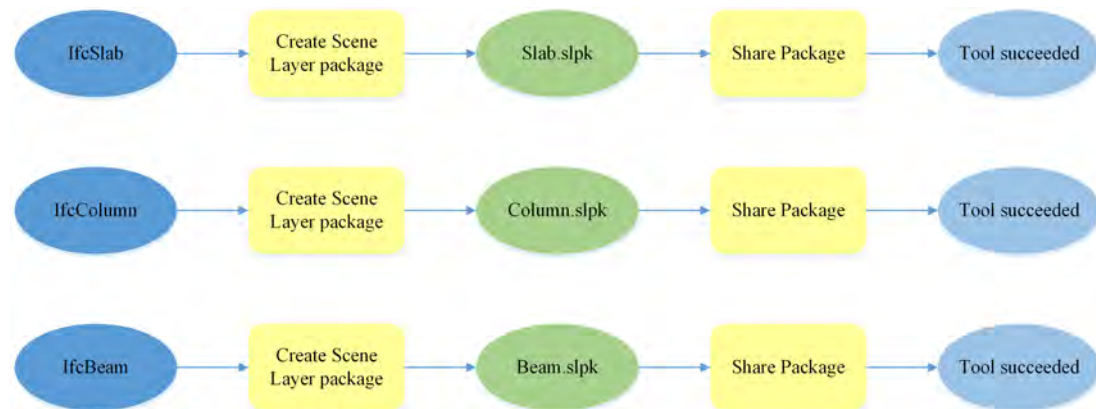 IfcSlab
Create Scene
Layer package
Slab.slpk
Share Package
Tool succeeded
IfcColumn
Create Scene
Layer package
Column.slpk
Share Package
Tool succeeded
IfcBeam
Create Scene
Layer package
Beam.slpk
Share Package
Tool succeeded